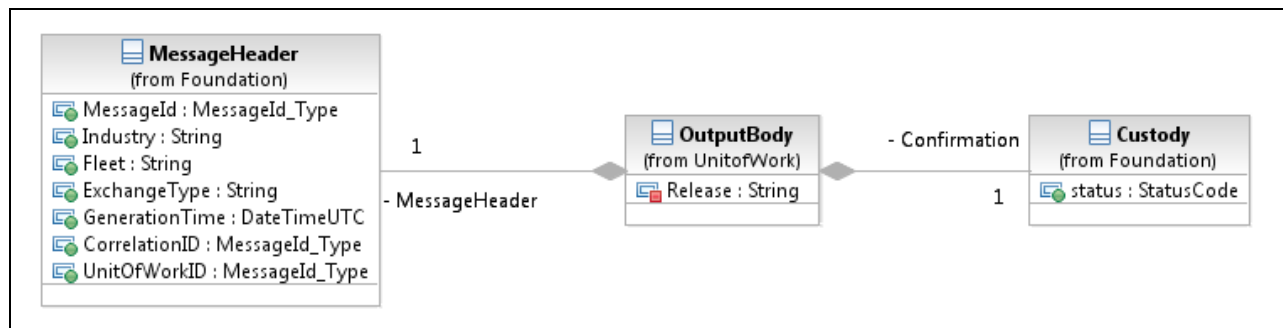 MessageHeader
(from Foundation)
MessageId : MessageId_Type
Industry : String
Fleet : String
ExchangeType : String
GenerationTime : DateTimeUTC
CorrelationID : MessageId_Type
UnitOfWorkID : MessageId_Type
1
- MessageHeader
OutputBody
(from UnitofWork)
Release : String
- Confirmation
1
Custody
(from Foundation)
status : StatusCode